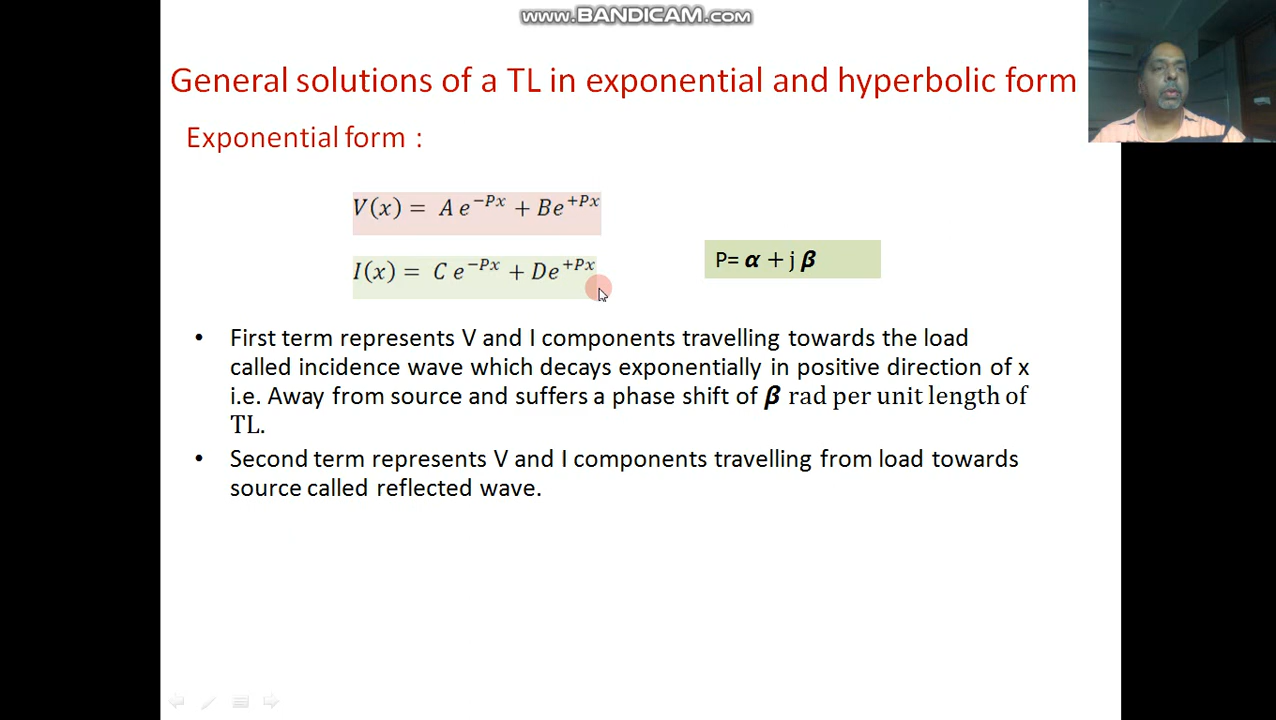 www.BANDICAM.com
General solutions of a TL in exponential and hyperbolic form
Exponential form :
V(x) = A e^{-Px} + Be^{+Px}
I(x) = C e^{-Px} + De^{+Px}
P= α + j β
• First term represents V and I components travelling towards the load
called incidence wave which decays exponentially in positive direction of x
i.e. Away from source and suffers a phase shift of β rad per unit length of
TL.
• Second term represents V and I components travelling from load towards
source called reflected wave.